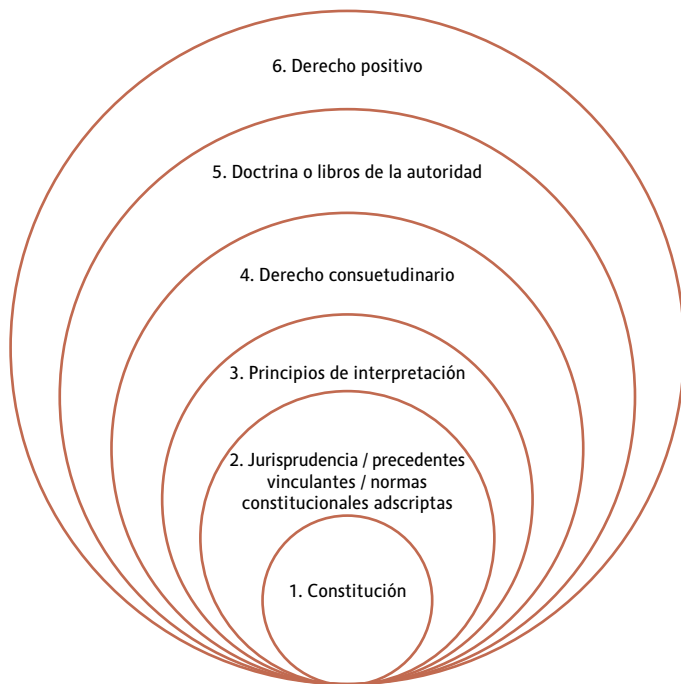 6. Derecho positivo
5. Doctrina o libros de la autoridad
4. Derecho consuetudinario
3. Principios de interpretación
2. Jurisprudencia / precedentes
vinculantes / normas
constitucionales adscriptas
1. Constitución